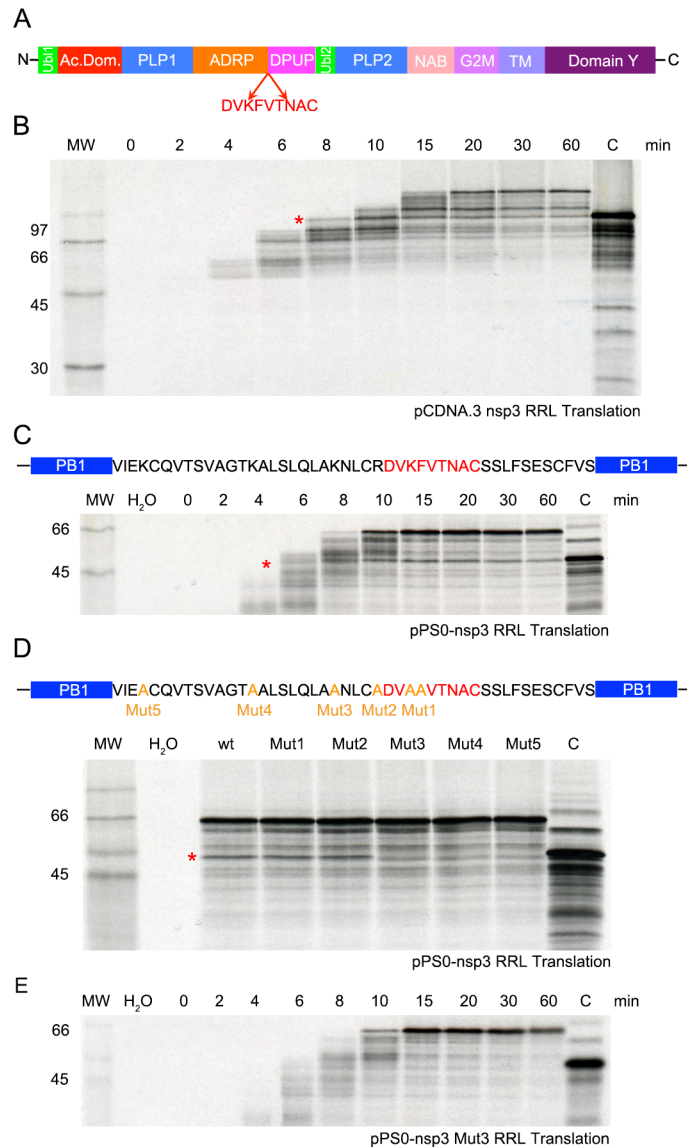 A
N- Ubl1 Ac.Dom. PLP1 ADRP DPUP Ubl2 PLP2 NAB G2M TM Domain Y C
DVKFVTNAC
B
MW 0 2 4 6 8 10 15 20 30 60 C min
*
97
66
45
30
pCDNA.3 nsp3 RRL Translation
C
PB1 VIEKCQVTSVAGTKALSLQLAKNLCRDVKFVTNACSSLFSESCFVS PB1
MW H2O 0 2 4 6 8 10 15 20 30 60 C min
66
*
45
pPS0-nsp3 RRL Translation
D
PB1 VIEACQVTSVAGTAALSLQLAANLCADVAAVTNACSSLFSESCFVS PB1
Mut5 Mut4 Mut3 Mut2 Mut1
MW H2O wt Mut1 Mut2 Mut3 Mut4 Mut5 C
66
*
45
pPS0-nsp3 RRL Translation
E
MW H2O 0 2 4 6 8 10 15 20 30 60 C min
66
45
pPS0-nsp3 Mut3 RRL Translation